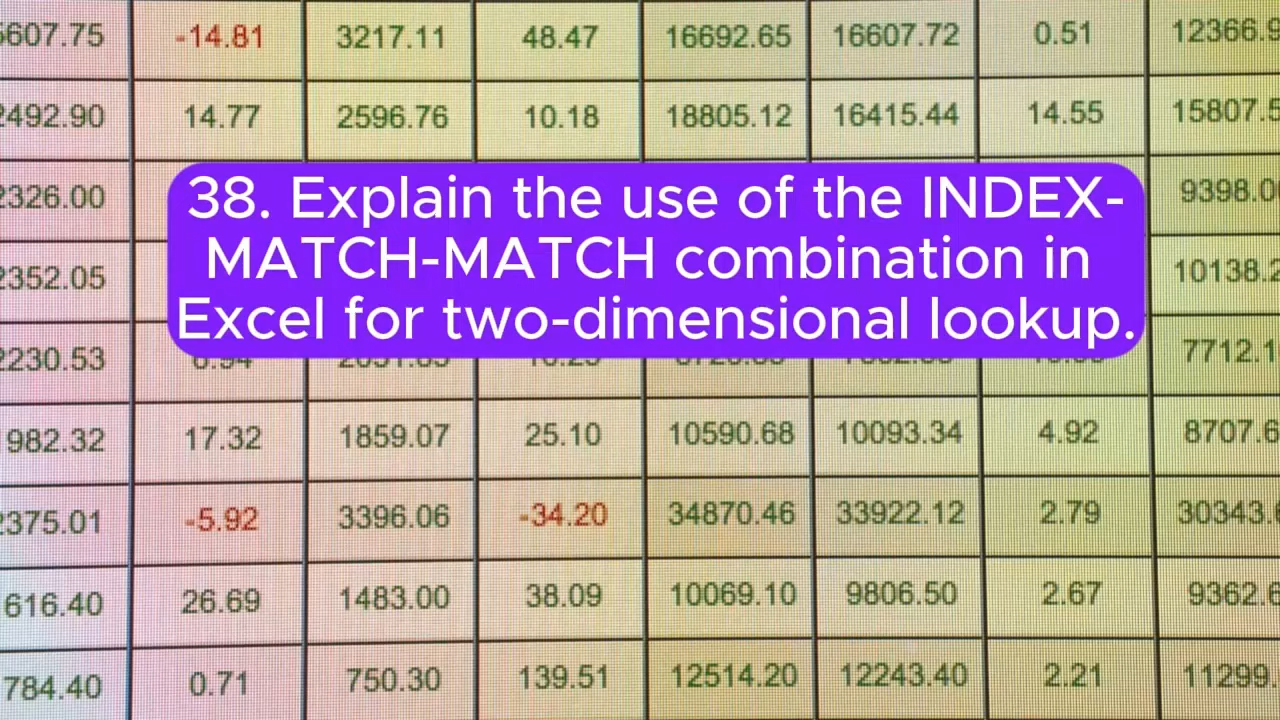 5607.75 -14.81 3217.11 48.47 16692.65 16607.72 0.51 12366.9
2492.90 14.77 2596.76 10.18 18805.12 16415.44 14.55 15807.5
2326.00 9398.0
38. Explain the use of the INDEX-
MATCH-MATCH combination in
Excel for two-dimensional lookup.
2352.05 10138.2
2230.53 7712.1
982.32 17.32 1859.07 25.10 10590.68 10093.34 4.92 8707.6
2375.01 -5.92 3396.06 -34.20 34870.46 33922.12 2.79 30343.
616.40 26.69 1483.00 38.09 10069.10 9806.50 2.67 9362.6
784.40 0.71 750.30 139.51 12514.20 12243.40 2.21 11299.